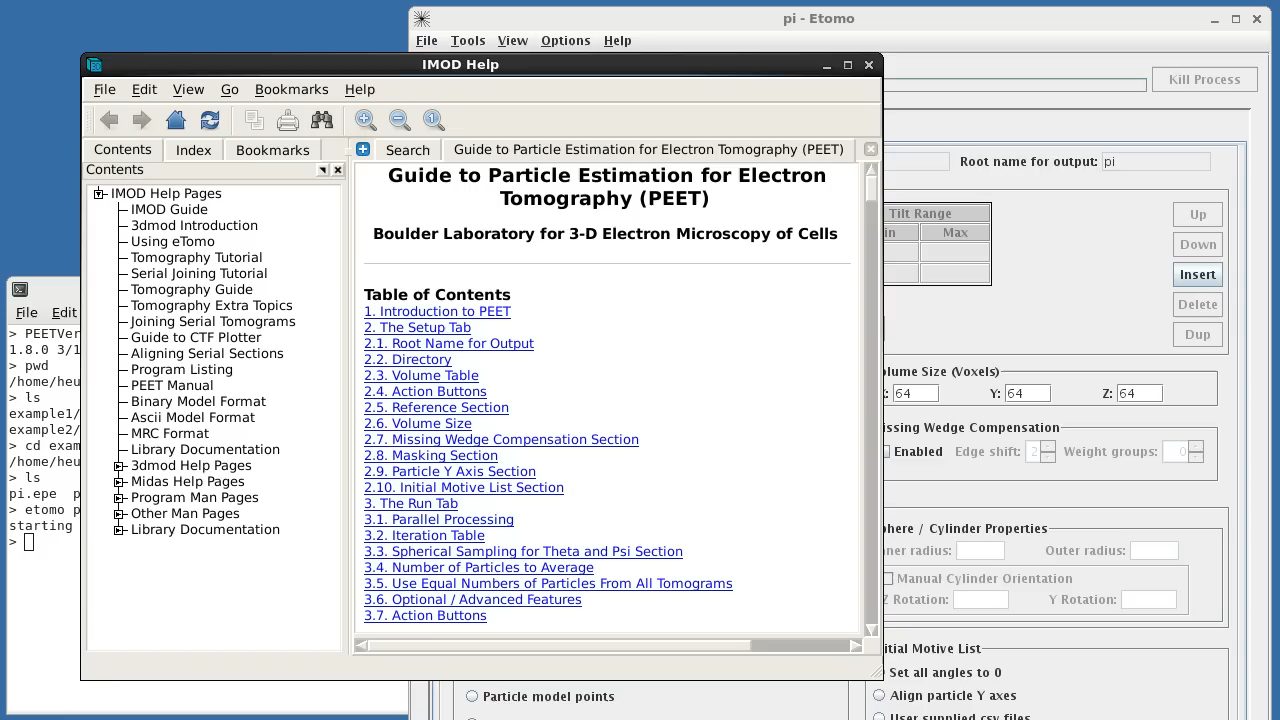 pi - Etomo
File Tools View Options Help
Kill Process
Root name for output: pi
Tilt Range
in Max
Up
Down
Insert
Delete
Dup
olume Size (Voxels)
: 64 Y: 64 Z: 64
issing Wedge Compensation
Enabled Edge shift: 2 Weight groups: 0
phere / Cylinder Properties
ner radius: Outer radius:
Manual Cylinder Orientation
Z Rotation: Y Rotation:
itial Motive List
Set all angles to 0
Align particle Y axes
User supplied csv files
Particle model points
IMOD Help
File Edit View Go Bookmarks Help
Contents Index Bookmarks
Search Guide to Particle Estimation for Electron Tomography (PEET)
Contents
IMOD Help Pages
IMOD Guide
3dmod Introduction
Using eTomo
Tomography Tutorial
Serial Joining Tutorial
Tomography Guide
Tomography Extra Topics
Joining Serial Tomograms
Guide to CTF Plotter
Aligning Serial Sections
Program Listing
PEET Manual
Binary Model Format
Ascii Model Format
MRC Format
Library Documentation
3dmod Help Pages
Midas Help Pages
Program Man Pages
Other Man Pages
Library Documentation
Guide to Particle Estimation for Electron
Tomography (PEET)
Boulder Laboratory for 3-D Electron Microscopy of Cells
Table of Contents
1. Introduction to PEET
2. The Setup Tab
2.1. Root Name for Output
2.2. Directory
2.3. Volume Table
2.4. Action Buttons
2.5. Reference Section
2.6. Volume Size
2.7. Missing Wedge Compensation Section
2.8. Masking Section
2.9. Particle Y Axis Section
2.10. Initial Motive List Section
3. The Run Tab
3.1. Parallel Processing
3.2. Iteration Table
3.3. Spherical Sampling for Theta and Psi Section
3.4. Number of Particles to Average
3.5. Use Equal Numbers of Particles From All Tomograms
3.6. Optional / Advanced Features
3.7. Action Buttons
File Edit
> PEETVer
1.8.0 3/1
> pwd
/home/heu
> ls
example1/
example2/
> cd exam
/home/heu
> ls
pi.epe p
> etomo p
starting
>